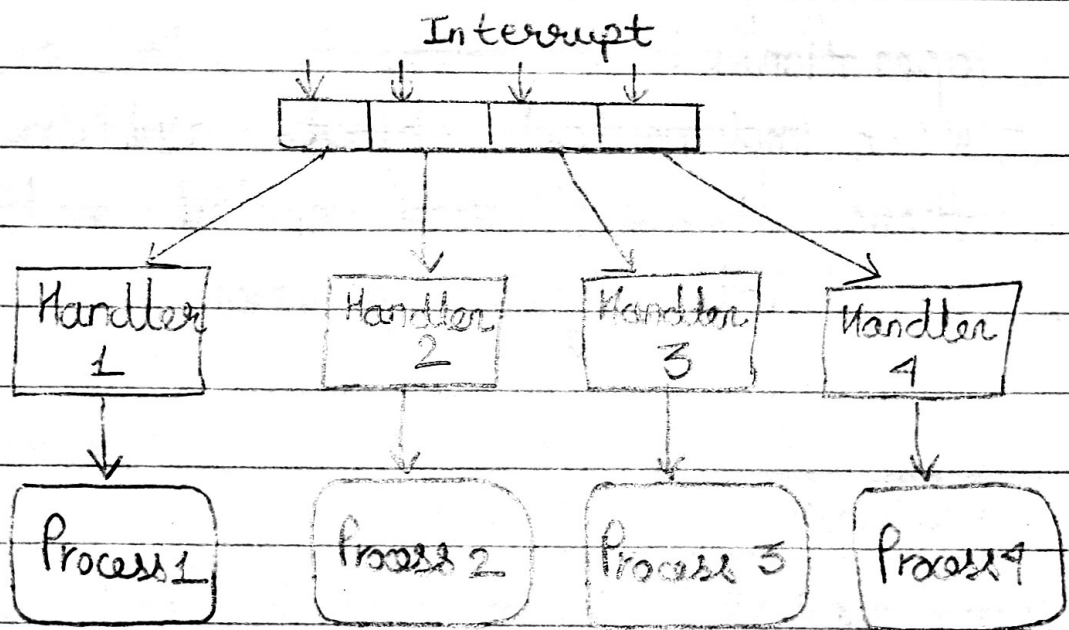 Interrupt
Handler
1
Handler
2
Handler
3
Handler
4
Process 1
Process 2
Process 3
Process 4